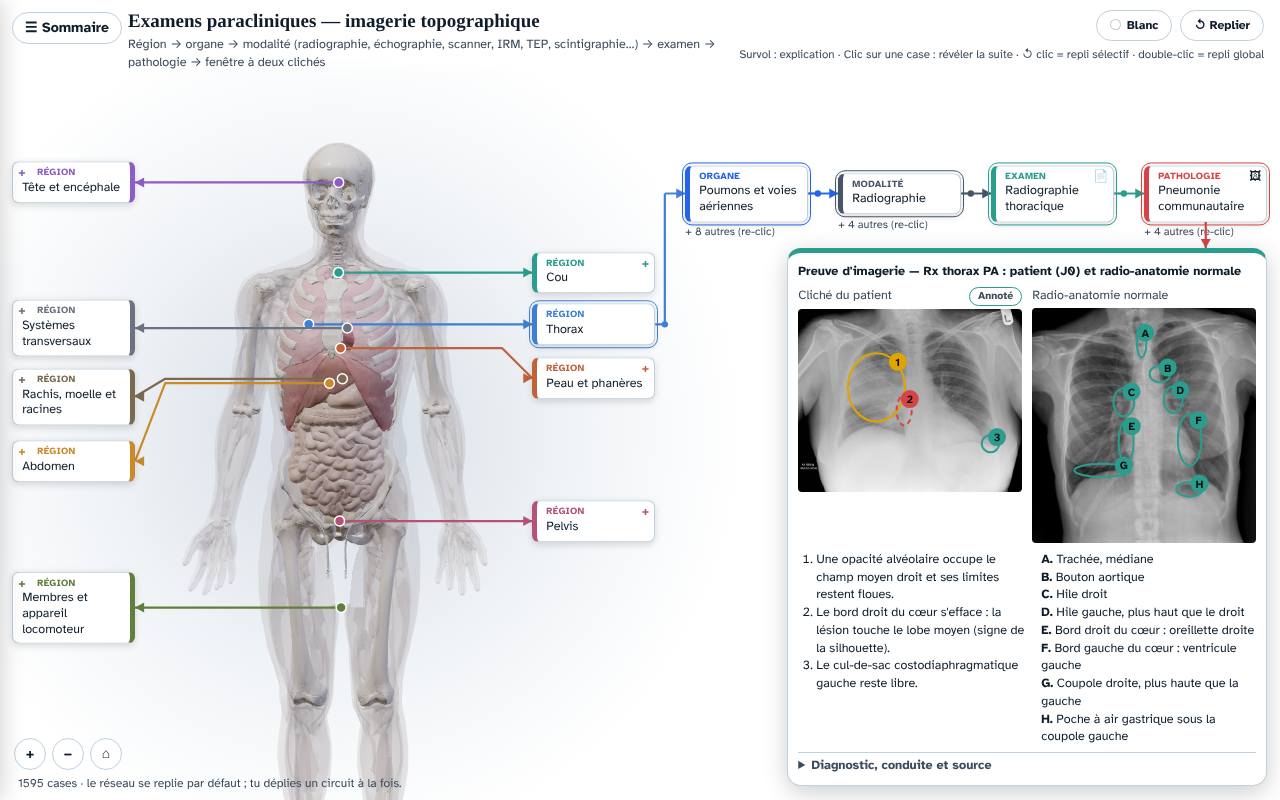 ☰ Sommaire
Examens paracliniques — imagerie topographique
Région → organe → modalité (radiographie, échographie, scanner, IRM, TEP, scintigraphie…) → examen →
pathologie → fenêtre à deux clichés
Blanc
↺ Replier
Survol : explication · Clic sur une case : révéler la suite · ↺ clic = repli sélectif · double-clic = repli global
+ RÉGION
Tête et encéphale
+ RÉGION
Systèmes
transversaux
+ RÉGION
Rachis, moelle et
racines
+ RÉGION
Abdomen
+ RÉGION
Membres et
appareil
locomoteur
RÉGION +
Cou
RÉGION
Thorax
RÉGION +
Peau et phanères
RÉGION +
Pelvis
ORGANE
Poumons et voies
aériennes
+ 8 autres (re-clic)
MODALITÉ
Radiographie
+ 4 autres (re-clic)
EXAMEN
Radiographie
thoracique
PATHOLOGIE
Pneumonie
communautaire
+ 4 autres (re-clic)
Preuve d'imagerie — Rx thorax PA : patient (J0) et radio-anatomie normale
Cliché du patient
Annoté
Radio-anatomie normale
L
1
2
3
A
B
C
D
E
F
G
H
1. Une opacité alvéolaire occupe le
champ moyen droit et ses limites
restent floues.
2. Le bord droit du cœur s'efface : la
lésion touche le lobe moyen (signe de
la silhouette).
3. Le cul-de-sac costodiaphragmatique
gauche reste libre.
A. Trachée, médiane
B. Bouton aortique
C. Hile droit
D. Hile gauche, plus haut que le droit
E. Bord droit du cœur : oreillette droite
F. Bord gauche du cœur : ventricule
gauche
G. Coupole droite, plus haute que la
gauche
H. Poche à air gastrique sous la
coupole gauche
▶ Diagnostic, conduite et source
+
−
⌂
1595 cases · le réseau se replie par défaut ; tu déplies un circuit à la fois.